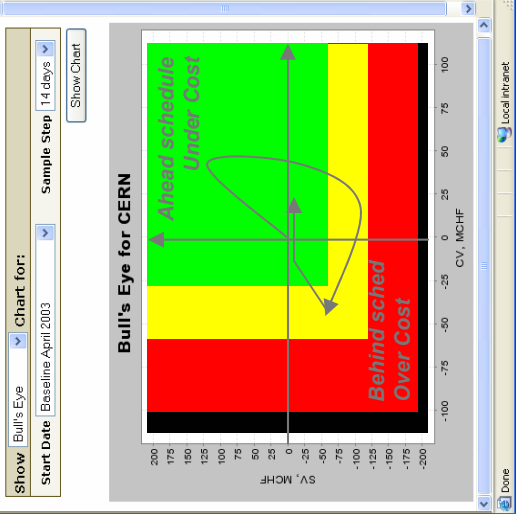 Show Bull's Eye Chart for:
Start Date Baseline April 2003 Sample Step 14 days
Show Chart
Bull's Eye for CERN
Ahead schedule
Under Cost
Behind sched
Over Cost
200
175
150
125
100
75
50
25
0
-25
-50
-75
-100
-125
-150
-175
-200
SV, MCHF
-100 -75 -50 -25 0 25 50 75 100
CV, MCHF
Done Local intranet